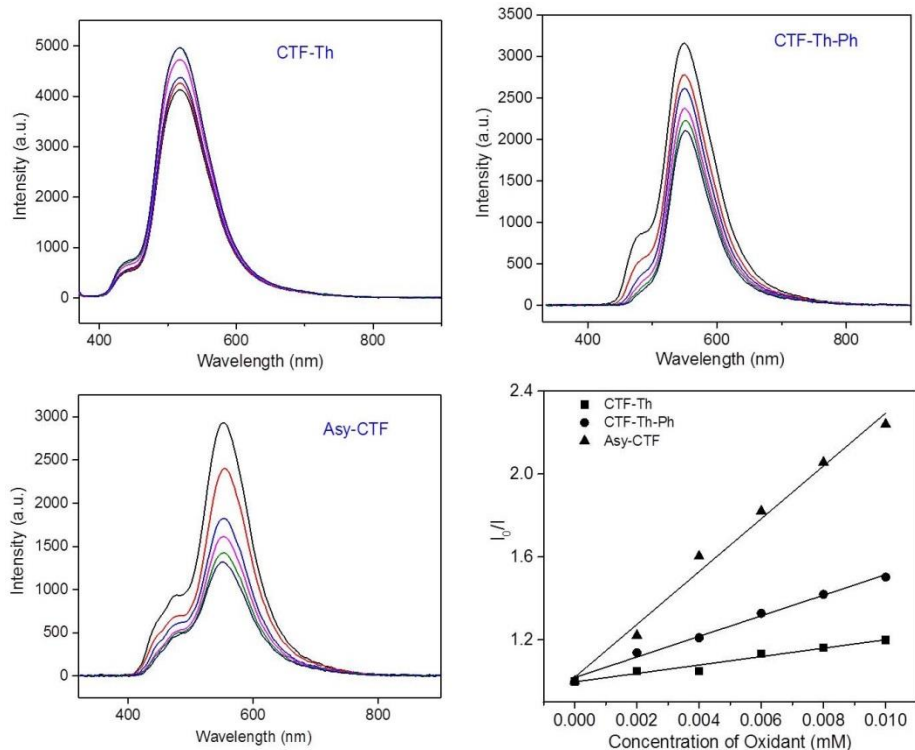 CTF-Th
Intensity (a.u.)
5000
4000
3000
2000
1000
0
400
600
800
Wavelength (nm)
CTF-Th-Ph
Intensity (a.u.)
3500
3000
2500
2000
1500
1000
500
0
400
600
800
Wavelength (nm)
Asy-CTF
Intensity (a.u.)
3000
2500
2000
1500
1000
500
0
400
600
800
Wavelength (nm)
CTF-Th
CTF-Th-Ph
Asy-CTF
I₀/I
2.4
2.0
1.6
1.2
0.000
0.002
0.004
0.006
0.008
0.010
Concentration of Oxidant (mM)